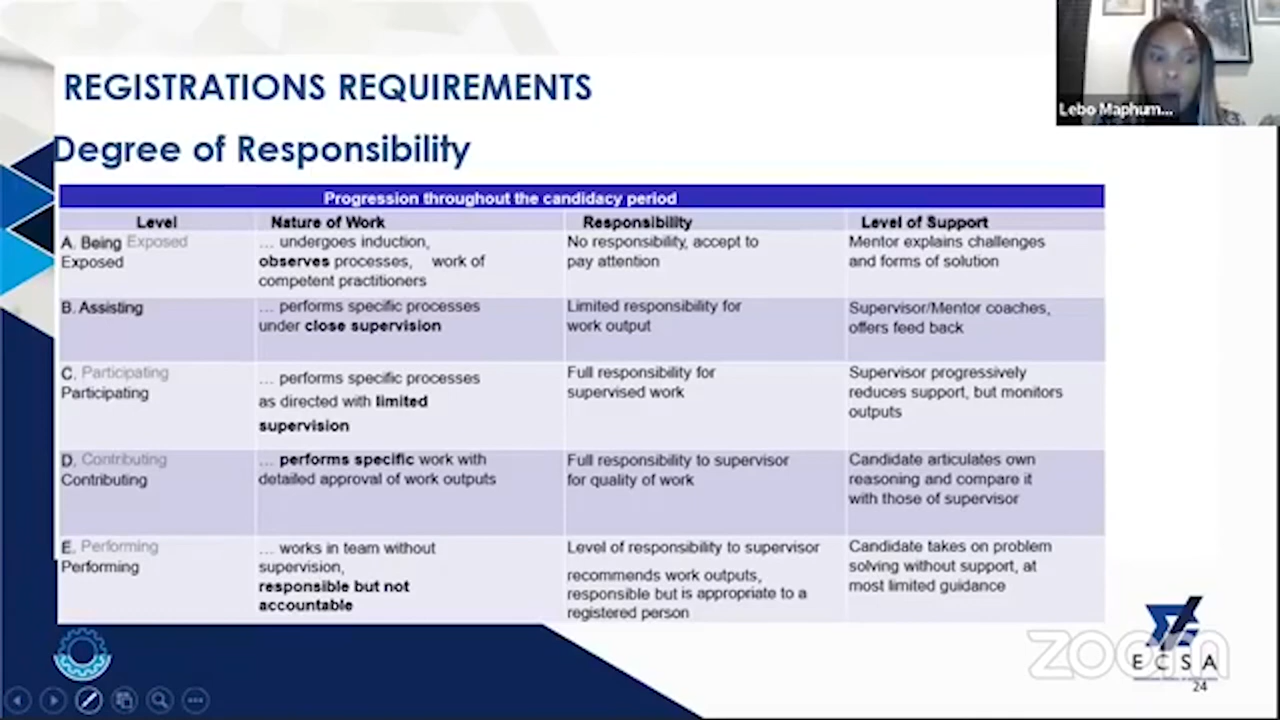 REGISTRATIONS REQUIREMENTS
Lebo Maphum...
Degree of Responsibility
Progression throughout the candidacy period
Level Nature of Work Responsibility Level of Support
A. Being Exposed
Exposed
... undergoes induction,
observes processes, work of
competent practitioners
No responsibility, accept to
pay attention
Mentor explains challenges
and forms of solution
B. Assisting
... performs specific processes
under close supervision
Limited responsibility for
work output
Supervisor/Mentor coaches,
offers feed back
C. Participating
Participating
... performs specific processes
as directed with limited
supervision
Full responsibility for
supervised work
Supervisor progressively
reduces support, but monitors
outputs
D. Contributing
Contributing
... performs specific work with
detailed approval of work outputs
Full responsibility to supervisor
for quality of work
Candidate articulates own
reasoning and compare it
with those of supervisor
E. Performing
Performing
... works in team without
supervision,
responsible but not
accountable
Level of responsibility to supervisor
recommends work outputs,
responsible but is appropriate to a
registered person
Candidate takes on problem
solving without support, at
most limited guidance
zoom
ECSA
24